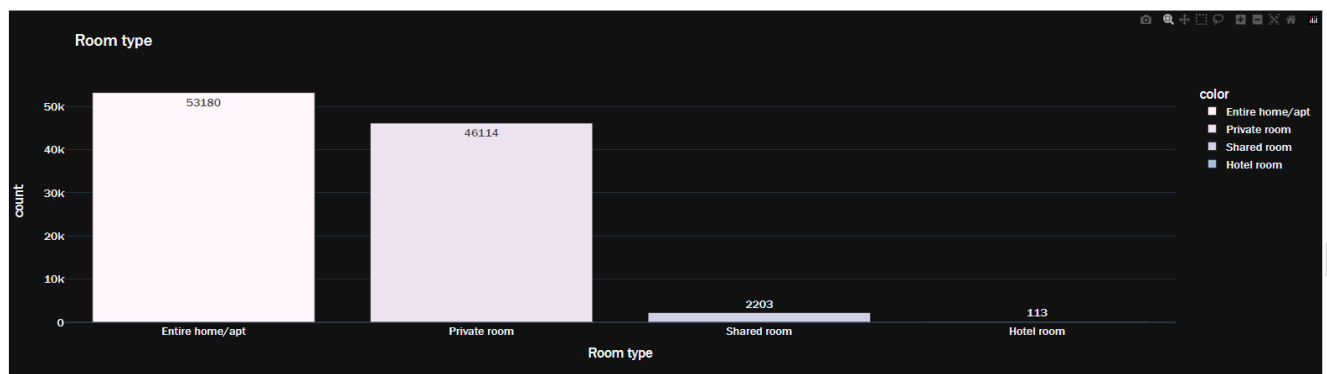 Room type
color
Entire home/apt
Private room
Shared room
Hotel room
count
50k
40k
30k
20k
10k
0
53180
46114
2203
113
Entire home/apt
Private room
Shared room
Hotel room
Room type